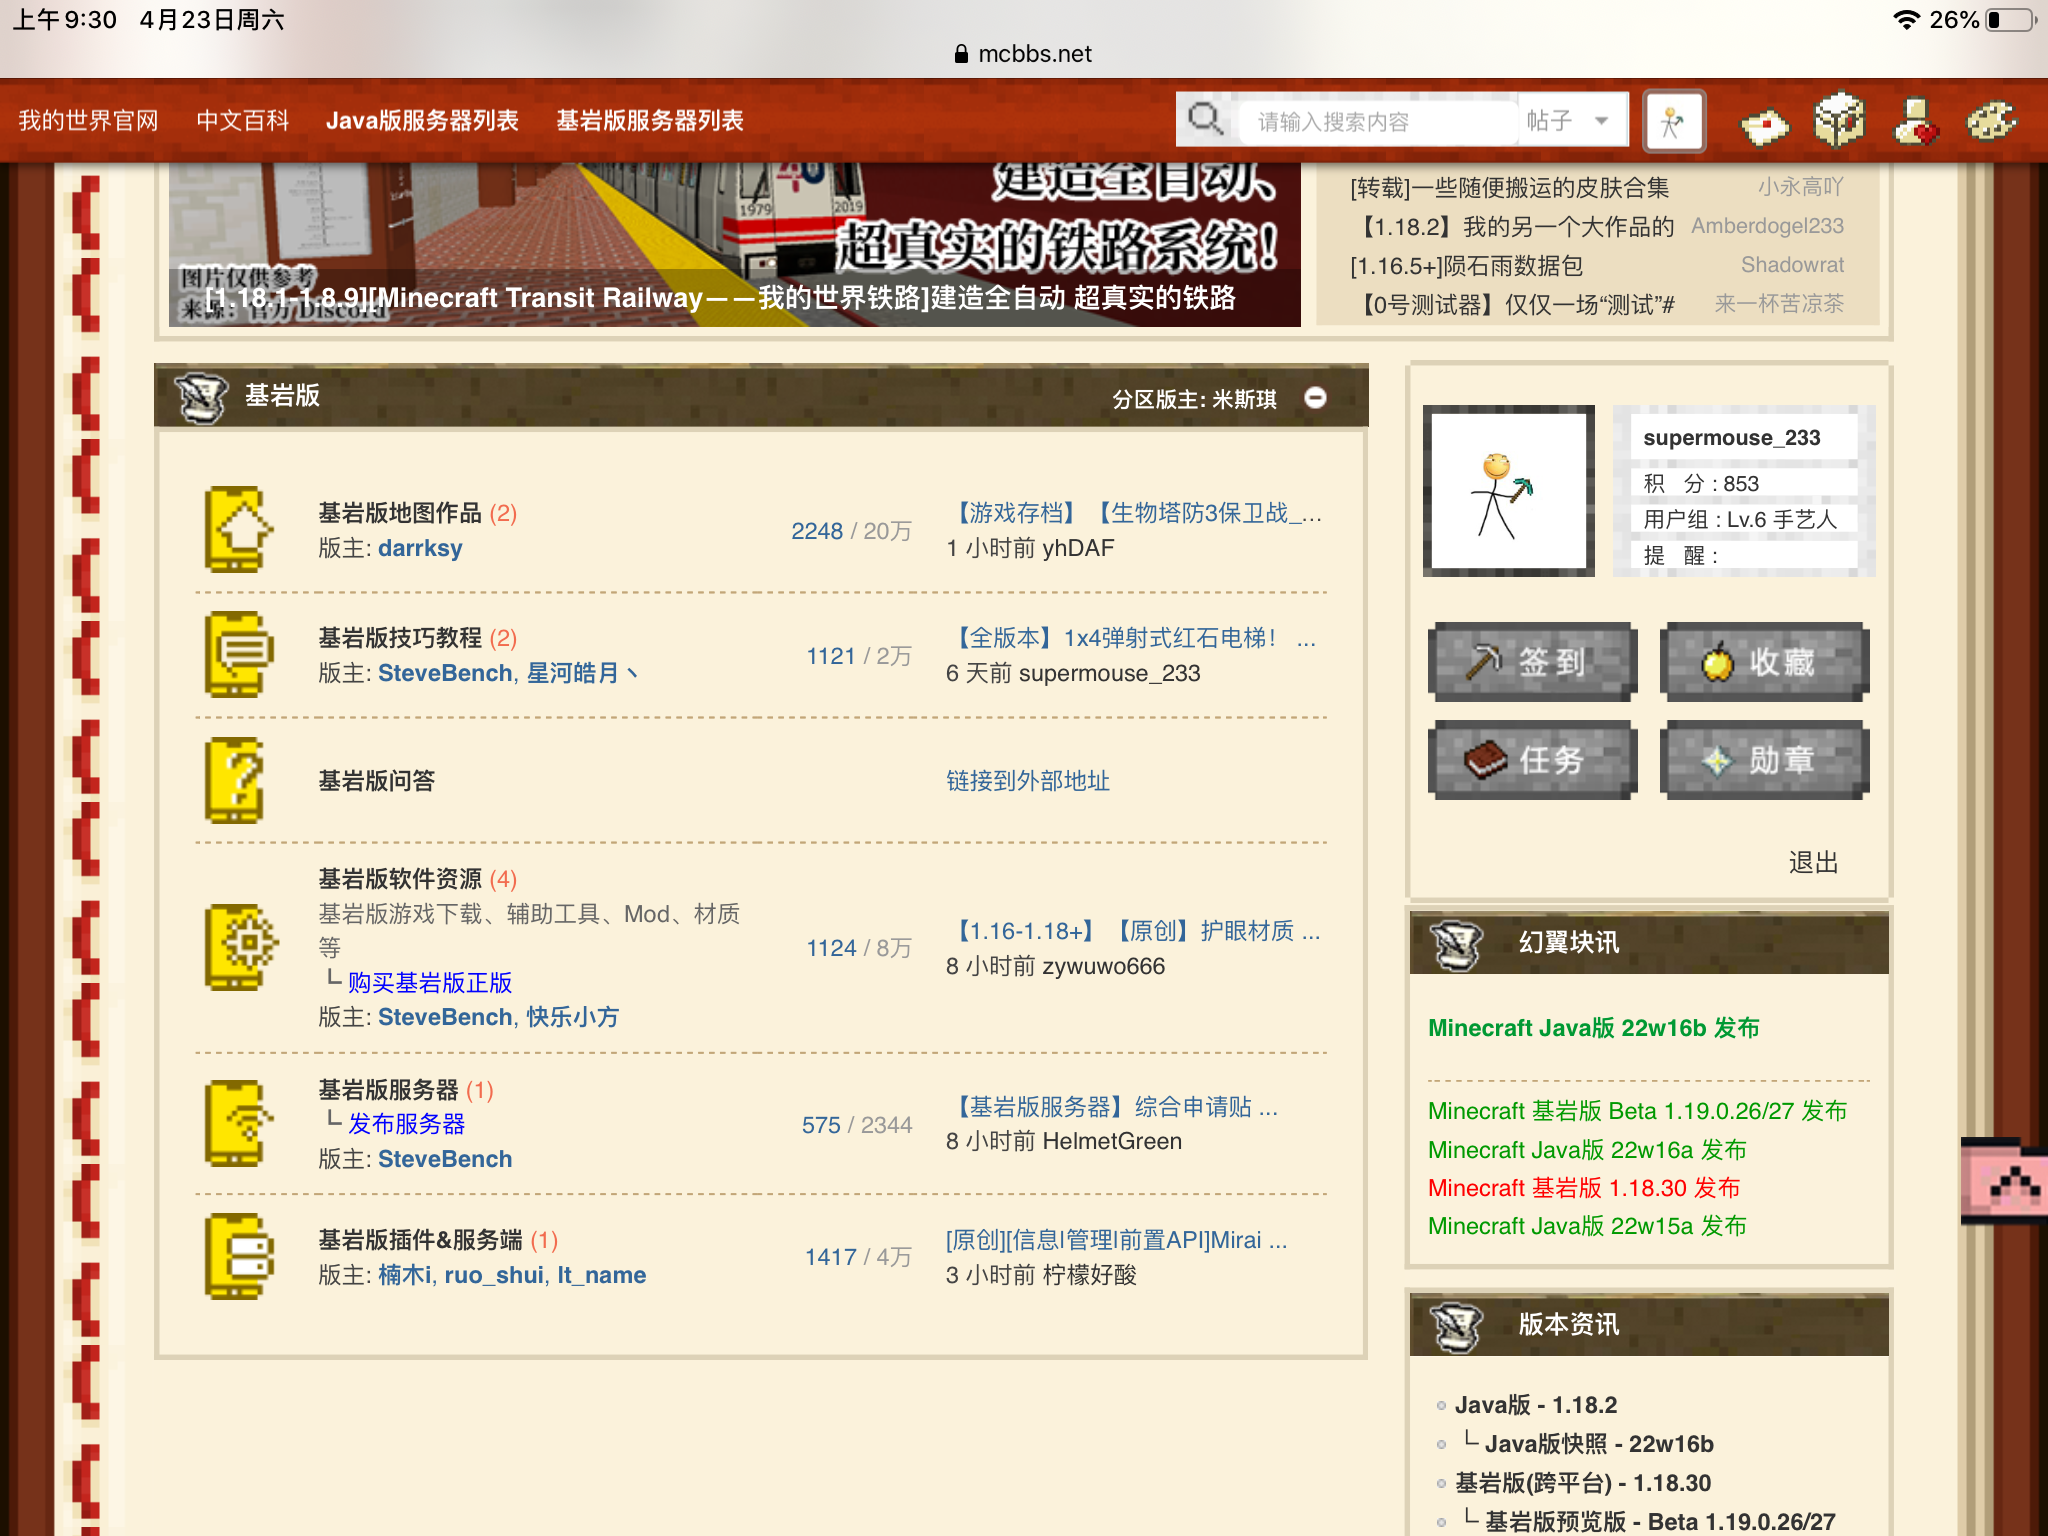 上午9:30 4月23日周六
26%
mcbbs.net
我的世界官网 中文百科 Java版服务器列表 基岩版服务器列表
请输入搜索内容 帖子
建造全自动、
超真实的铁路系统！
1979 2019
图片仅供参考
来源：官方 Discord
[1.18.1-1.8.9][Minecraft Transit Railway——我的世界铁路]建造全自动 超真实的铁路
[转载]一些随便搬运的皮肤合集 小永高吖
【1.18.2】我的另一个大作品的 Amberdogel233
[1.16.5+]陨石雨数据包 Shadowrat
【0号测试器】仅仅一场“测试”# 来一杯苦凉茶
基岩版 分区版主: 米斯琪
基岩版地图作品 (2)
版主: darrksy
2248 / 20万
【游戏存档】【生物塔防3保卫战_...
1 小时前 yhDAF
基岩版技巧教程 (2)
版主: SteveBench, 星河皓月丶
1121 / 2万
【全版本】1x4弹射式红石电梯！ ...
6 天前 supermouse_233
基岩版问答
链接到外部地址
基岩版软件资源 (4)
基岩版游戏下载、辅助工具、Mod、材质
等
└ 购买基岩版正版
版主: SteveBench, 快乐小方
1124 / 8万
【1.16-1.18+】【原创】护眼材质 ...
8 小时前 zywuwo666
基岩版服务器 (1)
└ 发布服务器
版主: SteveBench
575 / 2344
【基岩版服务器】综合申请贴 ...
8 小时前 HelmetGreen
基岩版插件&服务端 (1)
版主: 楠木i, ruo_shui, lt_name
1417 / 4万
[原创][信息|管理|前置API]Mirai ...
3 小时前 柠檬好酸
supermouse_233
积 分 : 853
用户组 : Lv.6 手艺人
提 醒 :
签到 收藏
任务 勋章
退出
幻翼块讯
Minecraft Java版 22w16b 发布
Minecraft 基岩版 Beta 1.19.0.26/27 发布
Minecraft Java版 22w16a 发布
Minecraft 基岩版 1.18.30 发布
Minecraft Java版 22w15a 发布
版本资讯
Java版 - 1.18.2
└ Java版快照 - 22w16b
基岩版(跨平台) - 1.18.30
└ 基岩版预览版 - Beta 1.19.0.26/27